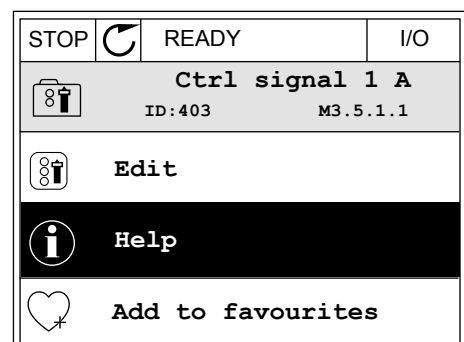 STOP READY I/O
Ctrl signal 1 A
ID:403 M3.5.1.1
Edit
Help
Add to favourites